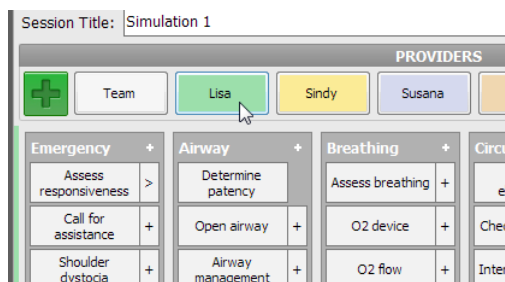 Session Title: Simulation 1
PROVIDERS
Team Lisa Sindy Susana
Emergency + Airway + Breathing +
Assess
responsiveness >
Determine
patency
Assess breathing +
Call for
assistance +
Open airway +
O2 device +
Shoulder
dystocia +
Airway
management +
O2 flow +